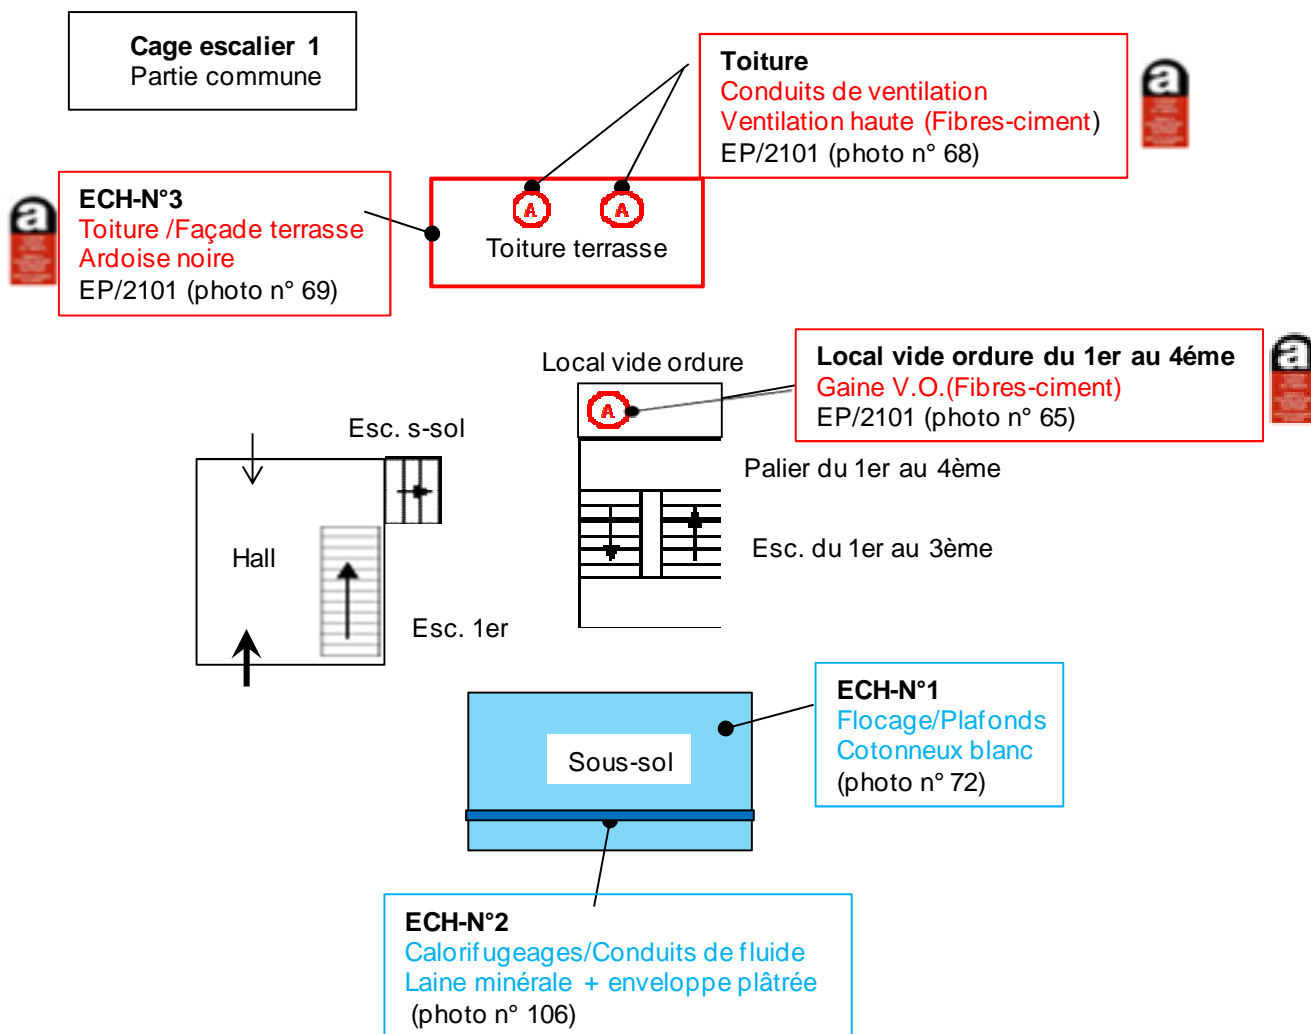 Cage escalier 1
Partie commune
Toiture
Conduits de ventilation
Ventilation haute (Fibres-ciment)
EP/2101 (photo n° 68)
a
ECH-N°3
Toiture /Façade terrasse
Ardoise noire
EP/2101 (photo n° 69)
a
A
A
Toiture terrasse
Local vide ordure
A
Local vide ordure du 1er au 4éme
Gaine V.O.(Fibres-ciment)
EP/2101 (photo n° 65)
a
Esc. s-sol
Palier du 1er au 4ème
Hall
Esc. du 1er au 3ème
Esc. 1er
ECH-N°1
Flocage/Plafonds
Cotonneux blanc
(photo n° 72)
Sous-sol
ECH-N°2
Calorifugeages/Conduits de fluide
Laine minérale + enveloppe plâtrée
(photo n° 106)